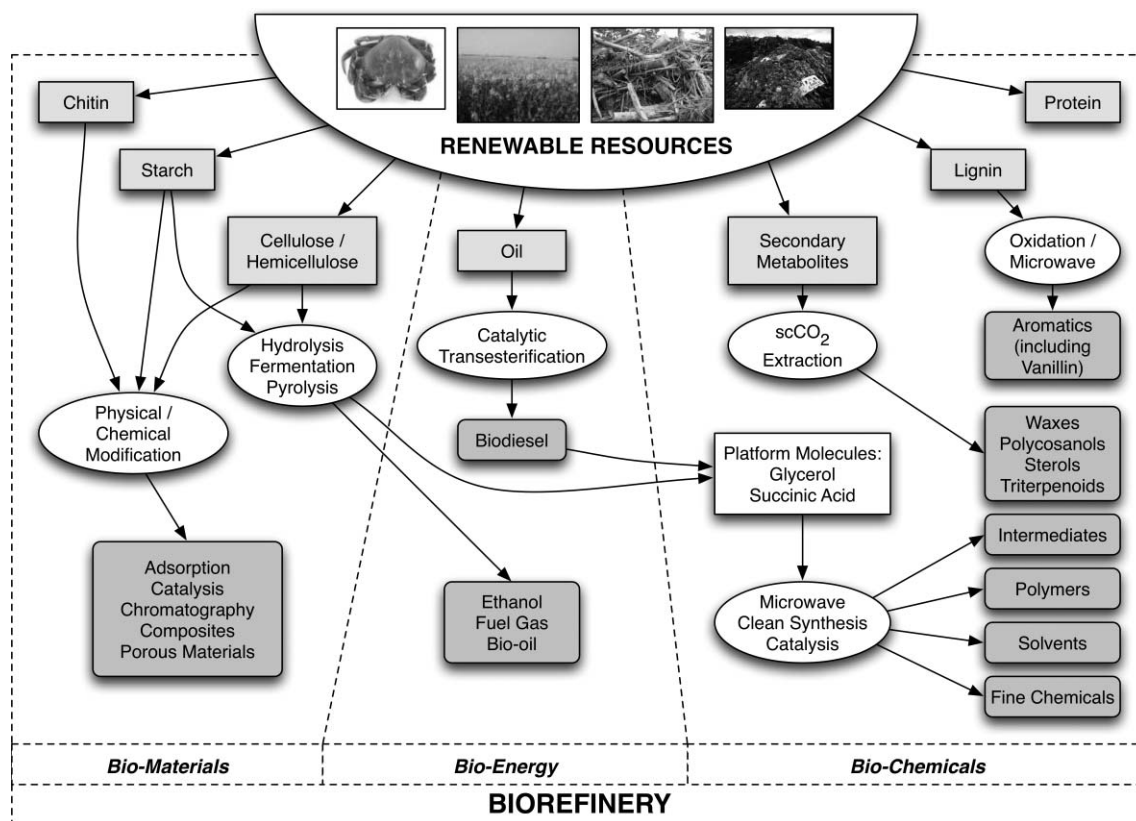 RENEWABLE RESOURCES
Chitin
Protein
Starch
Lignin
Cellulose /
Hemicellulose
Oil
Secondary
Metabolites
Oxidation /
Microwave
Hydrolysis
Fermentation
Pyrolysis
Catalytic
Transesterification
scCO2
Extraction
Aromatics
(including
Vanillin)
Physical /
Chemical
Modification
Biodiesel
Platform Molecules:
Glycerol
Succinic Acid
Waxes
Polycosanols
Sterols
Triterpenoids
Adsorption
Catalysis
Chromatography
Composites
Porous Materials
Ethanol
Fuel Gas
Bio-oil
Microwave
Clean Synthesis
Catalysis
Intermediates
Polymers
Solvents
Fine Chemicals
Bio-Materials
Bio-Energy
Bio-Chemicals
BIOREFINERY